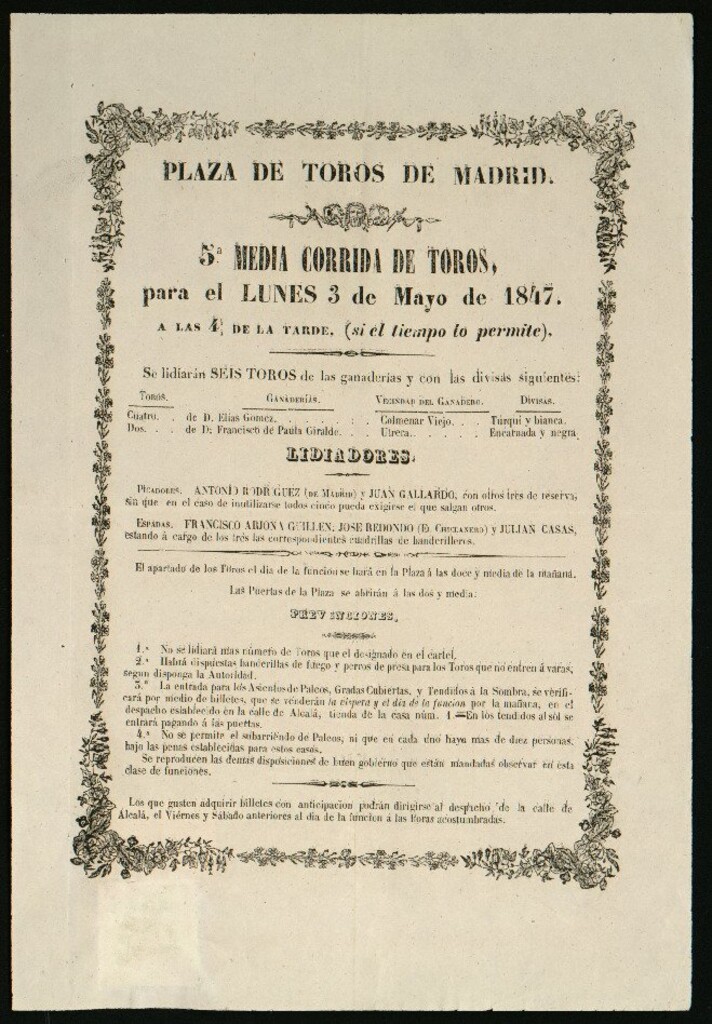 PLAZA DE TOROS DE MADRID.
5ª MEDIA CORRIDA DE TOROS,
para el LUNES 3 de Mayo de 1847.
A LAS DE LA TARDE, (si el tiempo lo permite).
Se lidiarán SEIS TOROS de las ganaderías y con las divisas siguientes:
TOROS. GANADERÍAS. VECINDAD DEL GANADERO. DIVISAS.
Cuatro. . de D. Elías Gomez. . . . . : . Colmenar Viejo. . . Turquí y blanca.
Dos. . . de D. Francisco de Paula Giralde. . . Utrera. . . . . . Encarnada y negra
LIDIADORES.
PICADORES. ANTONIO RODRIGUEZ (DE MADRID) y JUAN GALLARDO, con otros tres de reserva,
sin que en el caso de inutilizarse todos cinco pueda exigirse el que salgan otros.
ESPADAS. FRANCISCO ARJONA GUILLEN, JOSE REDONDO (EL CHICLANERO) y JULIAN CASAS,
estando á cargo de los tres las correspondientes cuadrillas de banderilleros.
El apartado de los Toros el dia de la funcion se hará en la Plaza á las doce y media de la mañana.
Las Puertas de la Plaza se abrirán á las dos y media.
PREVENCIONES.
1.ª No se lidiará mas número de Toros que el designado en el cartel.
2.ª Habrá dispuestas banderillas de fuego y perros de presa para los Toros que no entren á varas,
segun disponga la Autoridad.
3.ª La entrada para los Asientos de Palcos, Gradas Cubiertas, y Tendidos á la Sombra, se verifi-
cará por medio de billetes, que se venderán la víspera y el dia de la funcion por la mañana, en el
despacho establecido en la calle de Alcalá, tienda de la casa núm. 1.—En los tendidos al sol se
entrará pagando á las puertas.
4.ª No se permite el subarriendo de Palcos, ni que en cada uno haya mas de diez personas,
bajo las penas establecidas para estos casos.
Se reproducen las demas disposiciones de buen gobierno que están mandadas observar en esta
clase de funciones.
Los que gusten adquirir billetes con anticipacion podrán dirigirse al despacho de la calle de
Alcalá, el Viérnes y Sábado anteriores al dia de la funcion á las horas acostumbradas.